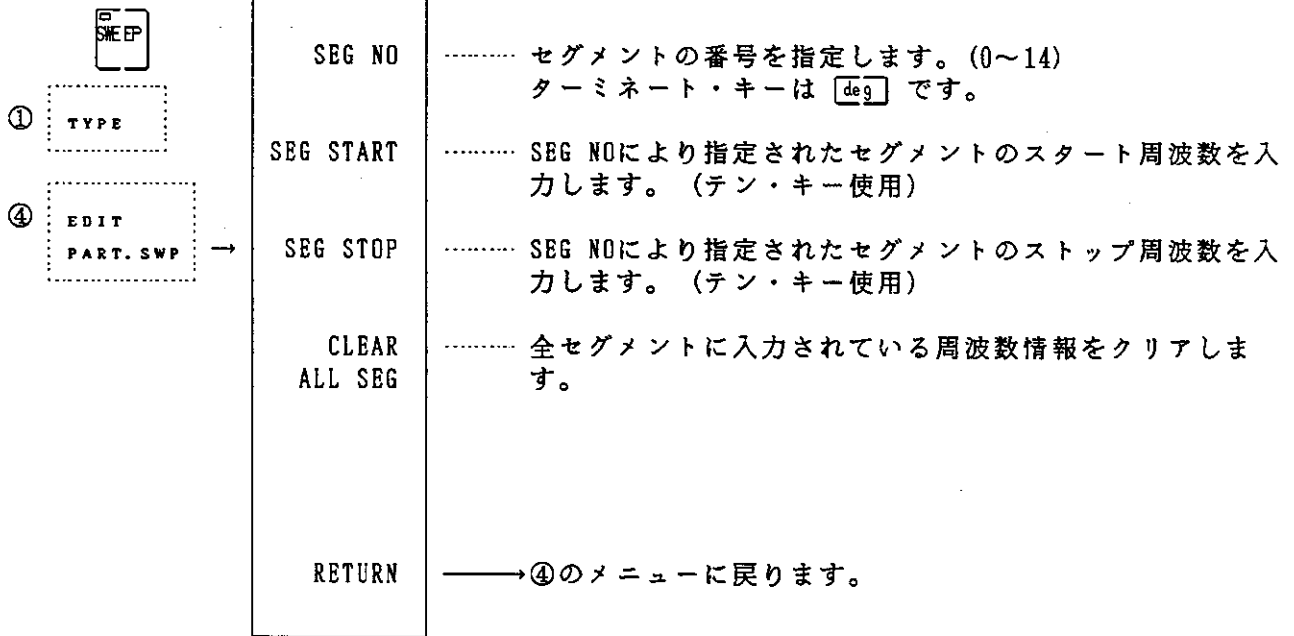 SWEEP
① TYPE
④ EDIT
PART. SWP →
SEG NO ……… セグメントの番号を指定します。(0～14)
ターミネート・キーは deg です。
SEG START ……… SEG NOにより指定されたセグメントのスタート周波数を入
力します。 (テン・キー使用)
SEG STOP ……… SEG NOにより指定されたセグメントのストップ周波数を入
力します。 (テン・キー使用)
CLEAR ……… 全セグメントに入力されている周波数情報をクリアしま
ALL SEG す。
RETURN ———→④のメニューに戻ります。